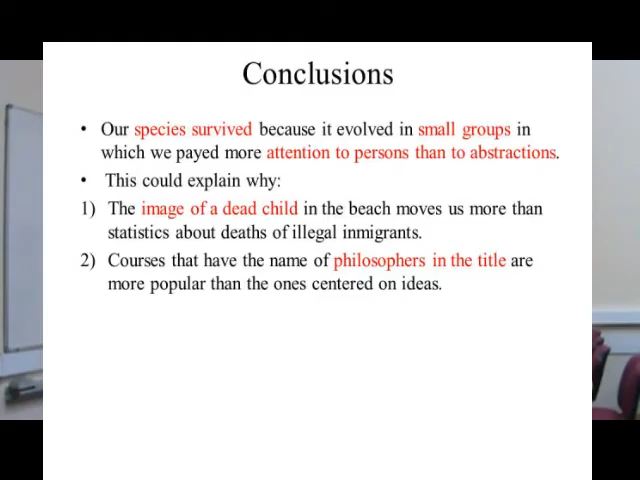 Conclusions
• Our species survived because it evolved in small groups in
which we payed more attention to persons than to abstractions.
• This could explain why:
1) The image of a dead child in the beach moves us more than
statistics about deaths of illegal inmigrants.
2) Courses that have the name of philosophers in the title are
more popular than the ones centered on ideas.